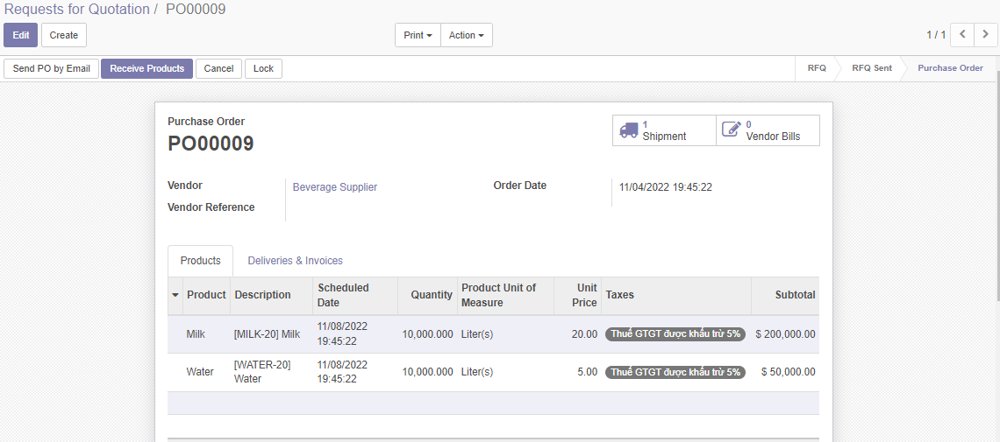 Requests for Quotation / PO00009
Edit Create Print Action 1 / 1
Send PO by Email Receive Products Cancel Lock RFQ RFQ Sent Purchase Order
Purchase Order
PO00009
1
Shipment
0
Vendor Bills
Vendor Beverage Supplier Order Date 11/04/2022 19:45:22
Vendor Reference
Products Deliveries & Invoices
Product Description Scheduled Date Quantity Product Unit of Measure Unit Price Taxes Subtotal
Milk [MILK-20] Milk 11/08/2022 19:45:22 10,000.000 Liter(s) 20.00 Thuế GTGT được khấu trừ 5% $ 200,000.00
Water [WATER-20] Water 11/08/2022 19:45:22 10,000.000 Liter(s) 5.00 Thuế GTGT được khấu trừ 5% $ 50,000.00